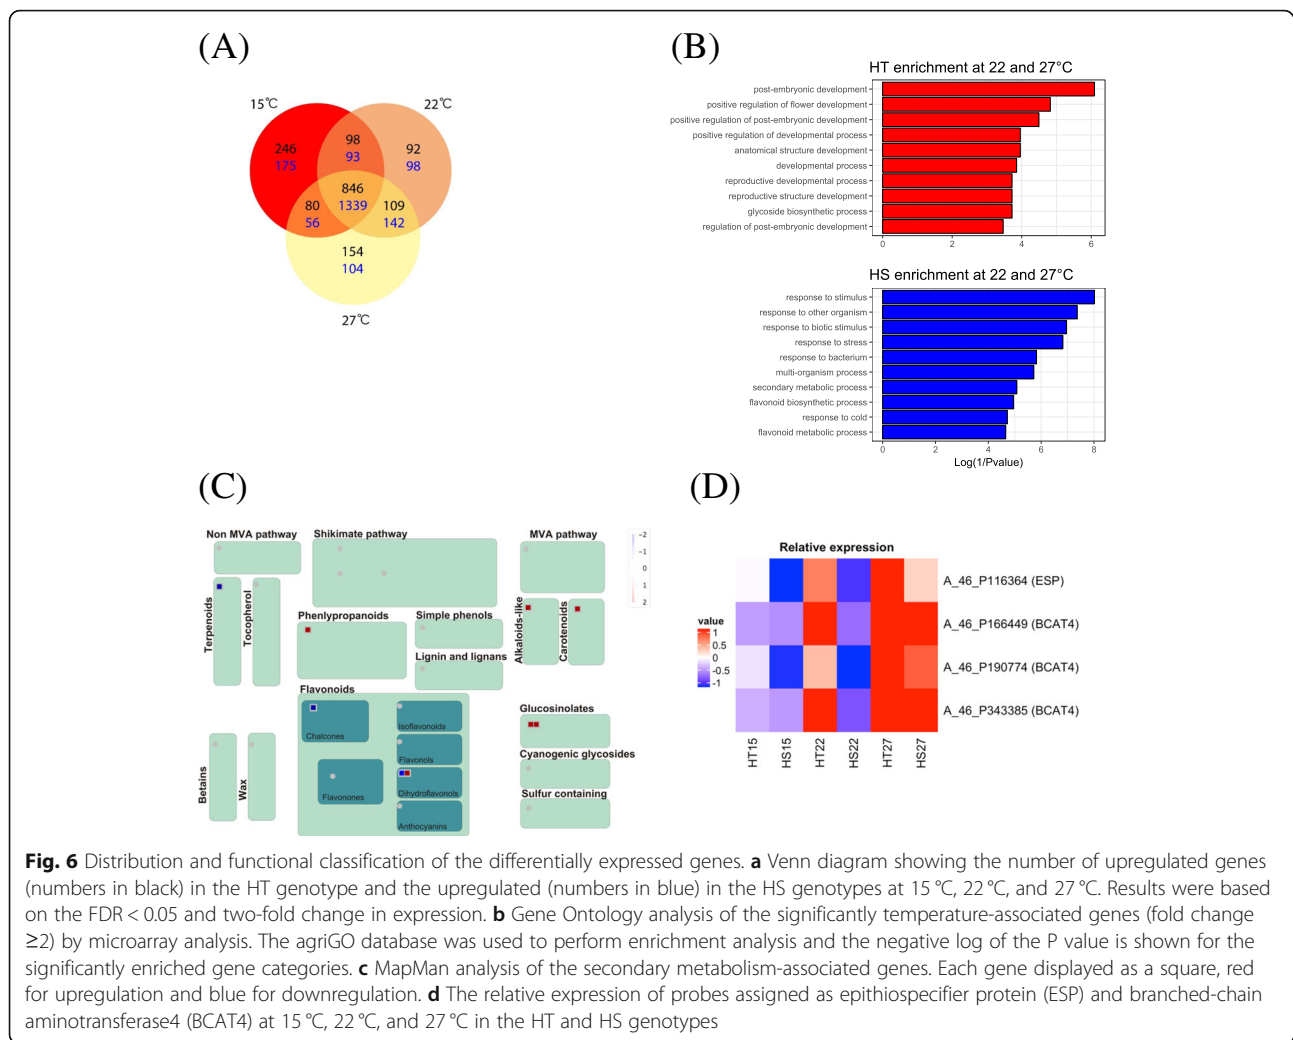 (A)
15℃
22℃
246
175
98
93
92
98
846
1339
80
56
109
142
154
104
27℃
(B)
HT enrichment at 22 and 27°C
post-embryonic development
positive regulation of flower development
positive regulation of post-embryonic development
positive regulation of developmental process
anatomical structure development
developmental process
reproductive developmental process
reproductive structure development
glycoside biosynthetic process
regulation of post-embryonic development
0 2 4 6
HS enrichment at 22 and 27°C
response to stimulus
response to other organism
response to biotic stimulus
response to stress
response to bacterium
multi-organism process
secondary metabolic process
flavonoid biosynthetic process
response to cold
flavonoid metabolic process
0 2 4 6 8
Log(1/Pvalue)
(C)
Non MVA pathway
Shikimate pathway
MVA pathway
-2
-1
0
1
2
Terpenoids
Tocopherol
Phenlypropanoids
Simple phenols
Lignin and lignans
Alkaloids-like
Carotenoids
Flavonoids
Chalcones
Flavonones
Isoflavonoids
Flavonols
Dihydroflavonols
Anthocyanins
Betains
Wax
Glucosinolates
Cyanogenic glycosides
Sulfur containing
(D)
Relative expression
value
1
0.5
0
-0.5
-1
A_46_P116364 (ESP)
A_46_P166449 (BCAT4)
A_46_P190774 (BCAT4)
A_46_P343385 (BCAT4)
HT15
HS15
HT22
HS22
HT27
HS27
Fig. 6 Distribution and functional classification of the differentially expressed genes. a Venn diagram showing the number of upregulated genes
(numbers in black) in the HT genotype and the upregulated (numbers in blue) in the HS genotypes at 15 °C, 22 °C, and 27 °C. Results were based
on the FDR < 0.05 and two-fold change in expression. b Gene Ontology analysis of the significantly temperature-associated genes (fold change
≥2) by microarray analysis. The agriGO database was used to perform enrichment analysis and the negative log of the P value is shown for the
significantly enriched gene categories. c MapMan analysis of the secondary metabolism-associated genes. Each gene displayed as a square, red
for upregulation and blue for downregulation. d The relative expression of probes assigned as epithiospecifier protein (ESP) and branched-chain
aminotransferase4 (BCAT4) at 15 °C, 22 °C, and 27 °C in the HT and HS genotypes